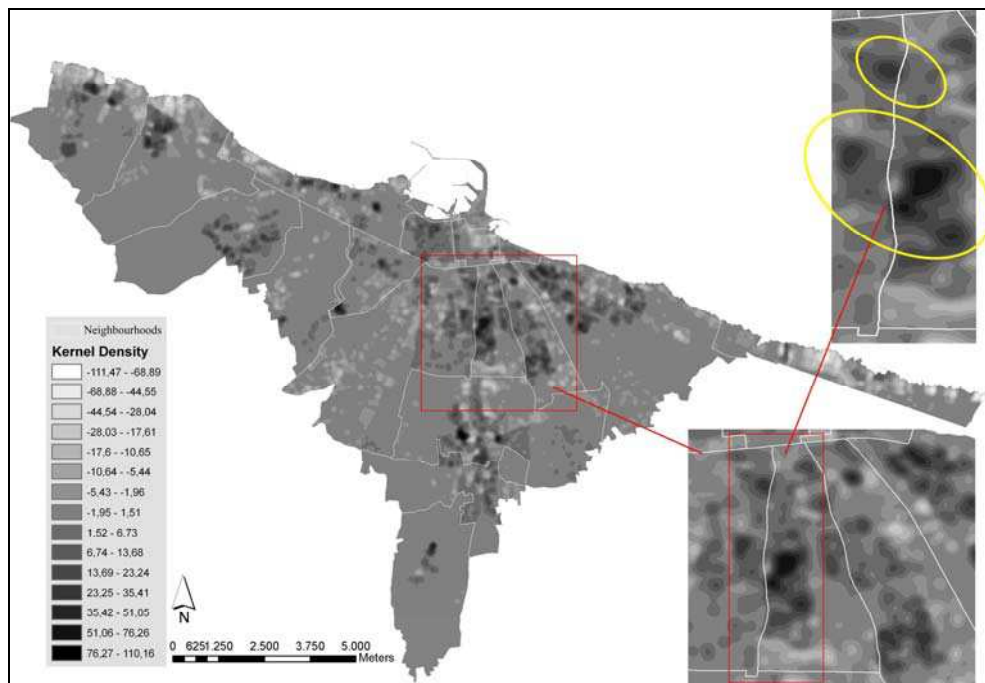 Neighbourhoods
Kernel Density
-111,47 - -68,89
-68,88 - -44,55
-44,54 - -28,04
-28,03 - -17,61
-17,6 - -10,65
-10,64 - -5,44
-5,43 - -1,96
-1,95 - 1,51
1.52 - 6.73
6,74 - 13,68
13,69 - 23,24
23,25 - 35,41
35,42 - 51,05
51,06 - 76,26
76,27 - 110,16
N
0 6251.250 2.500 3.750 5.000
Meters